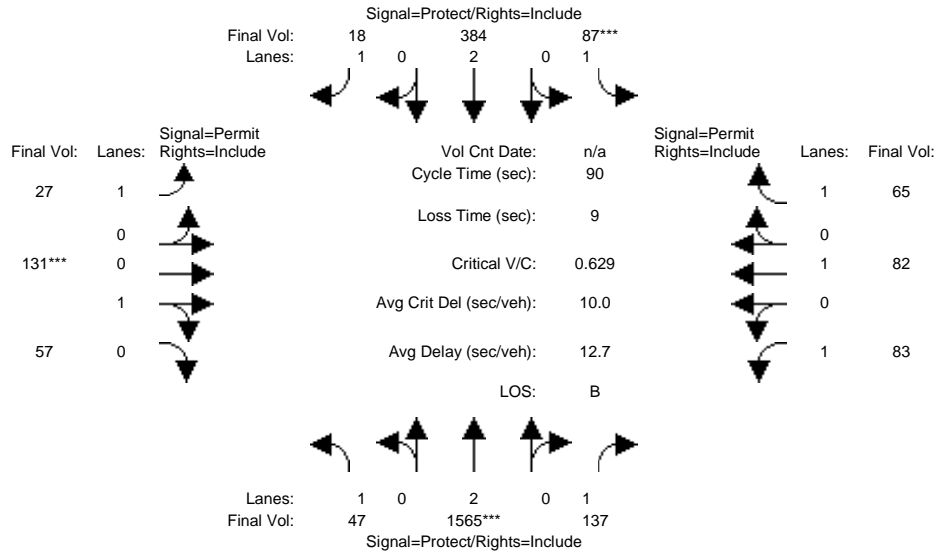 Signal=Protect/Rights=Include
Final Vol: 18 384 87***
Lanes: 1 0 2 0 1
Signal=Permit Signal=Permit
Final Vol: Lanes: Rights=Include Vol Cnt Date: n/a Rights=Include Lanes: Final Vol:
Cycle Time (sec): 90
27 1 1 65
Loss Time (sec): 9
0 0
131*** 0 Critical V/C: 0.629 1 82
1 Avg Crit Del (sec/veh): 10.0 0
57 0 Avg Delay (sec/veh): 12.7 1 83
LOS: B
Lanes: 1 0 2 0 1
Final Vol: 47 1565*** 137
Signal=Protect/Rights=Include